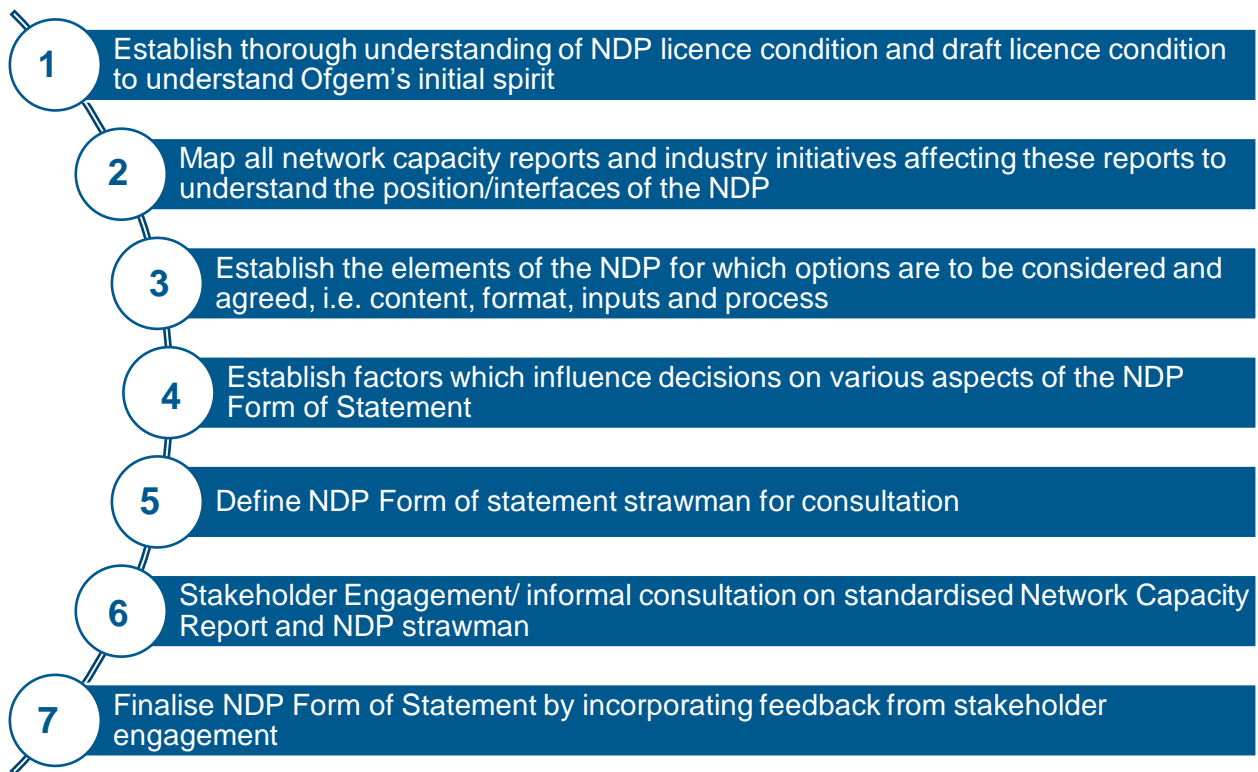 1
Establish thorough understanding of NDP licence condition and draft licence condition
to understand Ofgem's initial spirit
2
Map all network capacity reports and industry initiatives affecting these reports to
understand the position/interfaces of the NDP
3
Establish the elements of the NDP for which options are to be considered and
agreed, i.e. content, format, inputs and process
4
Establish factors which influence decisions on various aspects of the NDP
Form of Statement
5
Define NDP Form of statement strawman for consultation
6
Stakeholder Engagement/ informal consultation on standardised Network Capacity
Report and NDP strawman
7
Finalise NDP Form of Statement by incorporating feedback from stakeholder
engagement